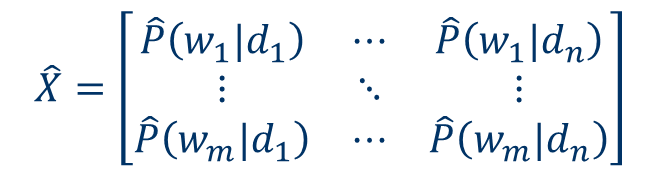 P̂(w₁|d₁) ⋯ P̂(w₁|dₙ)
X̂ = ⋮ ⋱ ⋮
P̂(wₘ|d₁) ⋯ P̂(wₘ|dₙ)